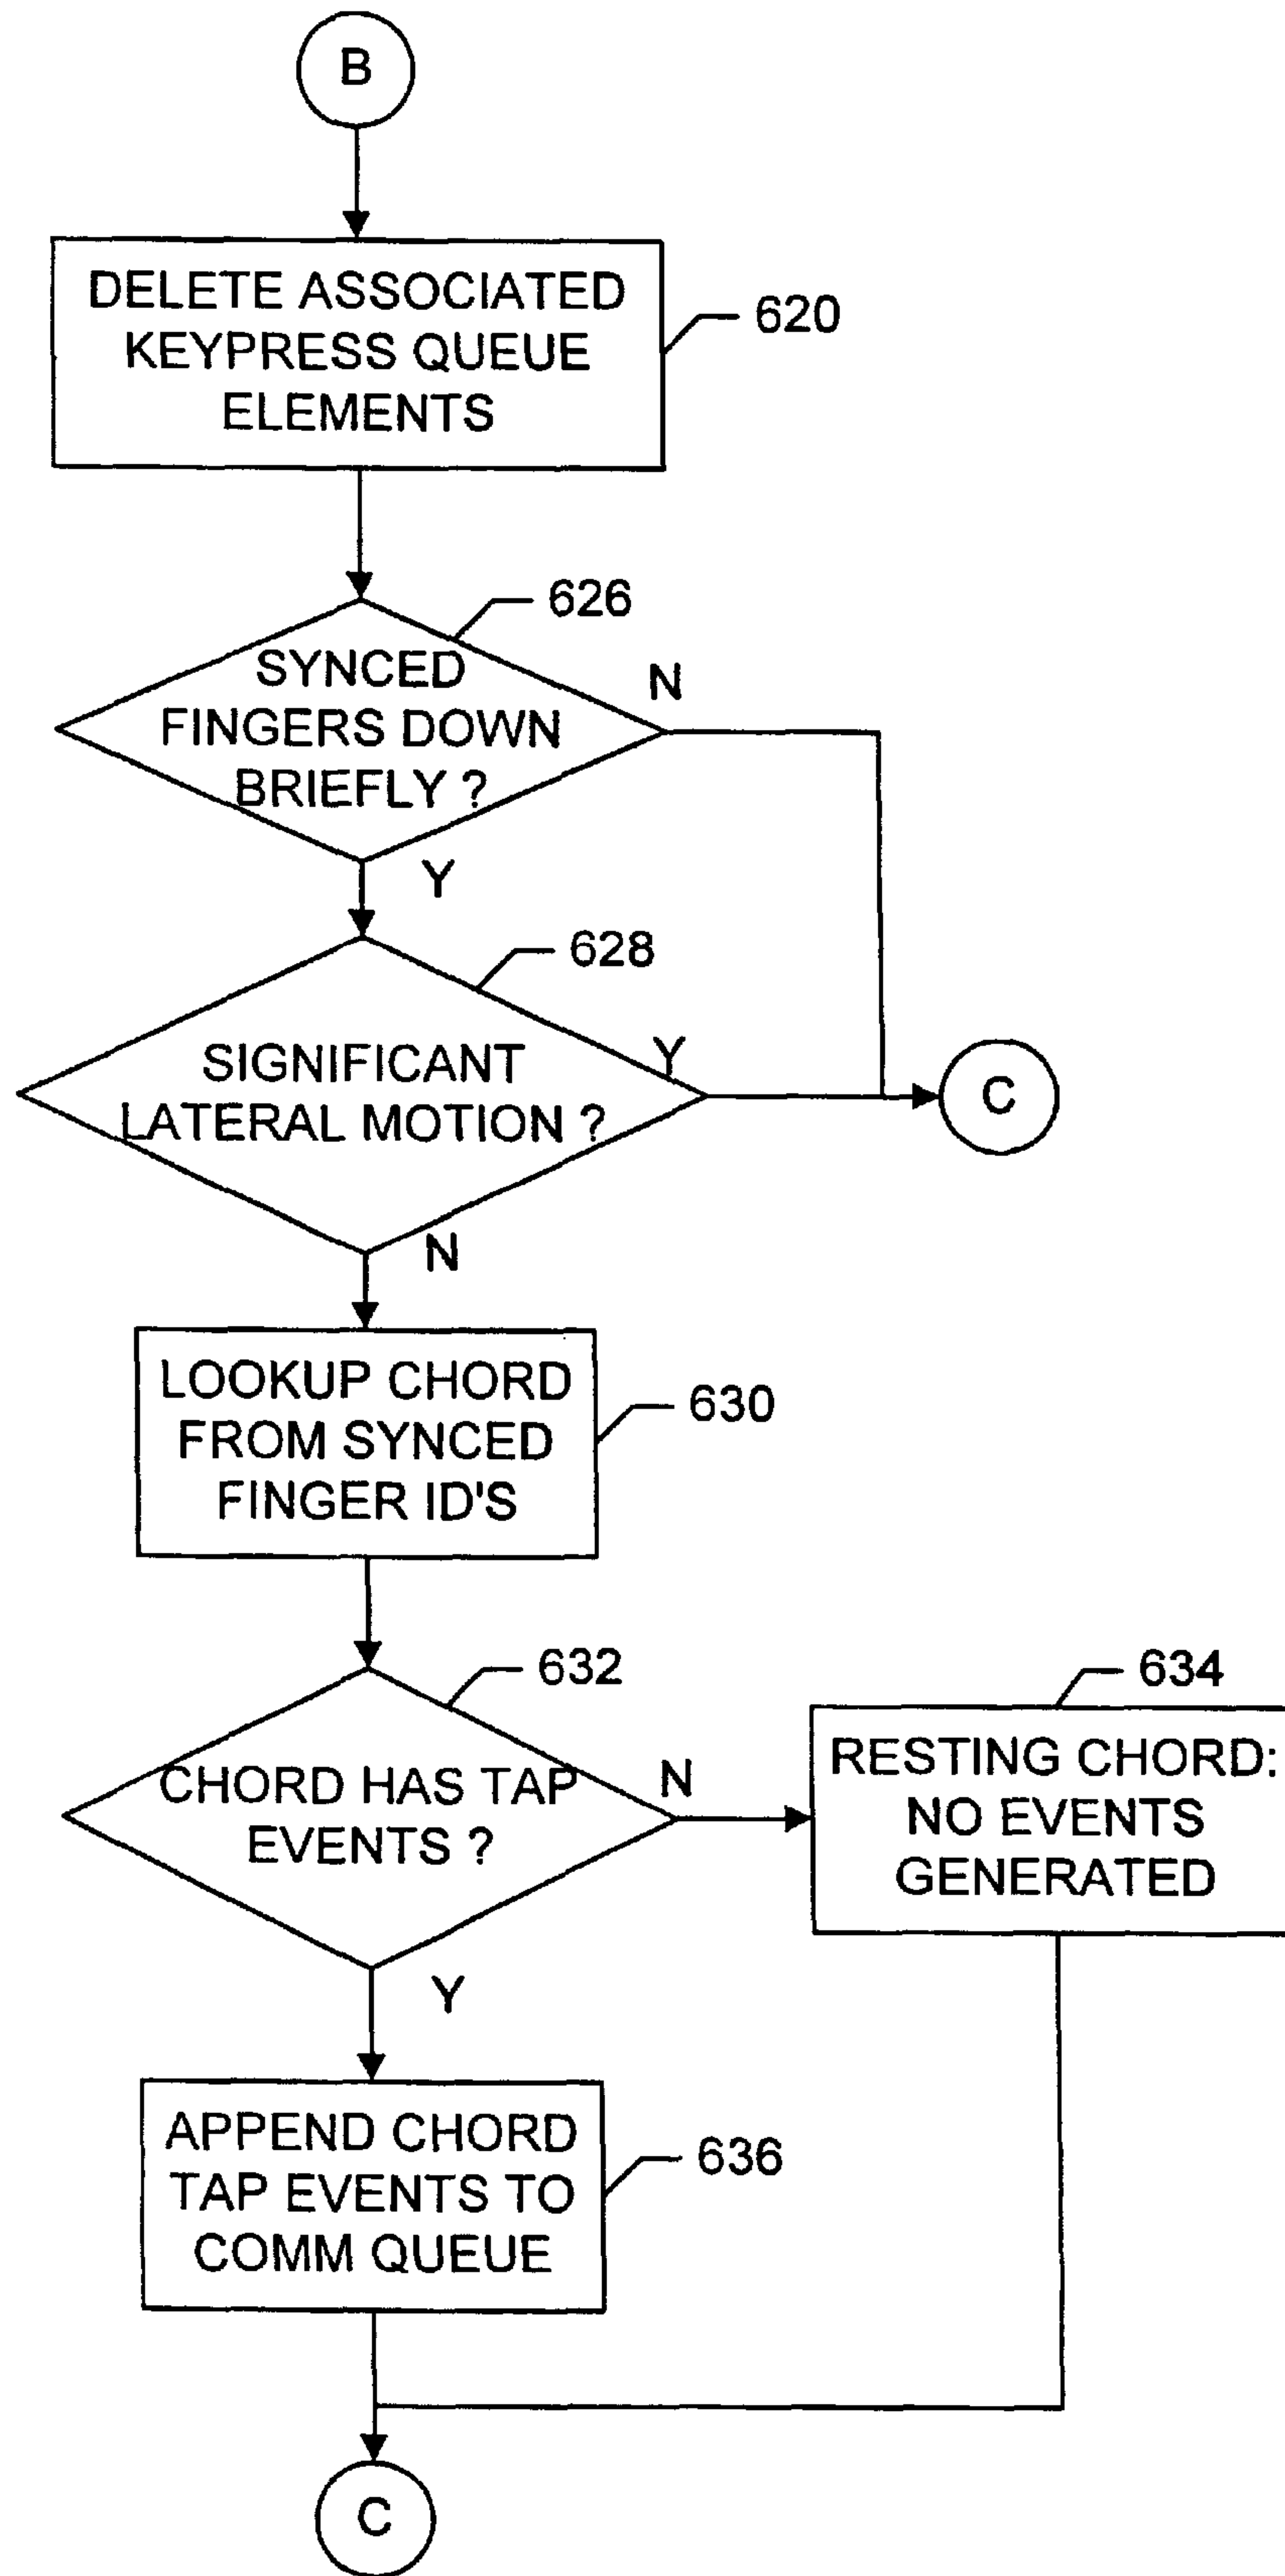 B
DELETE ASSOCIATED
KEYPRESS QUEUE
ELEMENTS
620
626
SYNCED
FINGERS DOWN
BRIEFLY ?
N
Y
628
SIGNIFICANT
LATERAL MOTION ?
Y
C
N
LOOKUP CHORD
FROM SYNCED
FINGER ID'S
630
632
CHORD HAS TAP
EVENTS ?
N
634
RESTING CHORD:
NO EVENTS
GENERATED
Y
APPEND CHORD
TAP EVENTS TO
COMM QUEUE
636
C